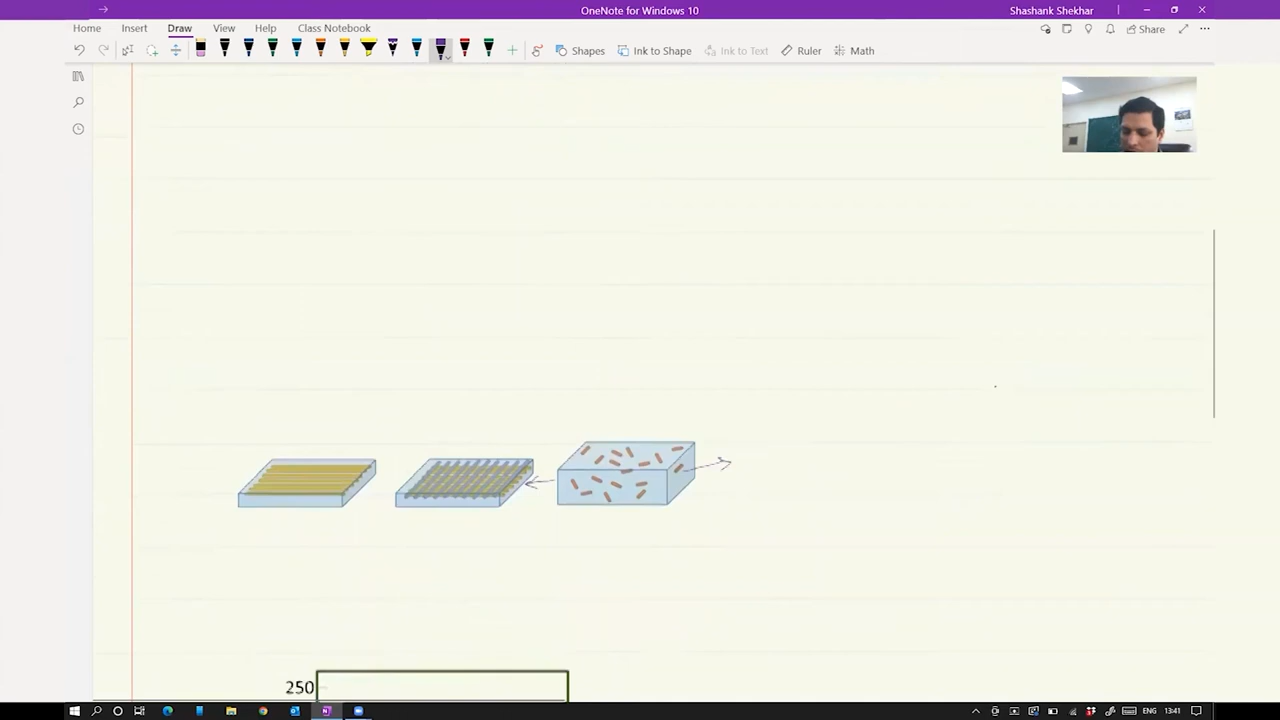 OneNote for Windows 10
Shashank Shekhar
Home Insert Draw View Help Class Notebook
Shapes Ink to Shape Ink to Text Ruler Math
Share
250
ENG 13:41